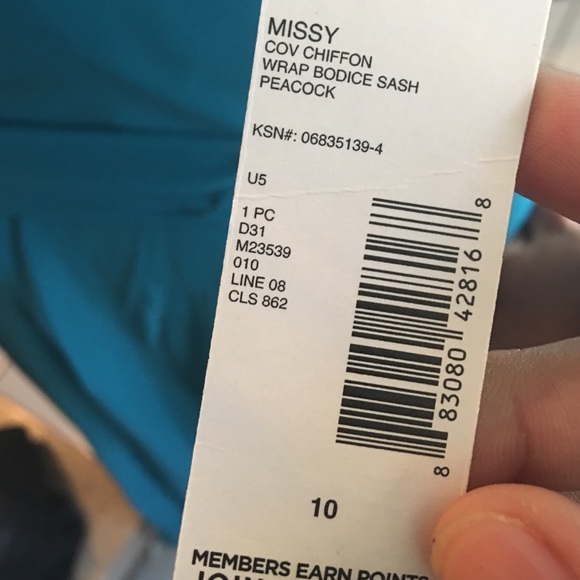 MISSY
COV CHIFFON
WRAP BODICE SASH
PEACOCK
KSN#: 06835139-4
U5
1 PC
D31
M23539
010
LINE 08
CLS 862
8 83080 42816 8
10
MEMBERS EARN POINTS
JOIN